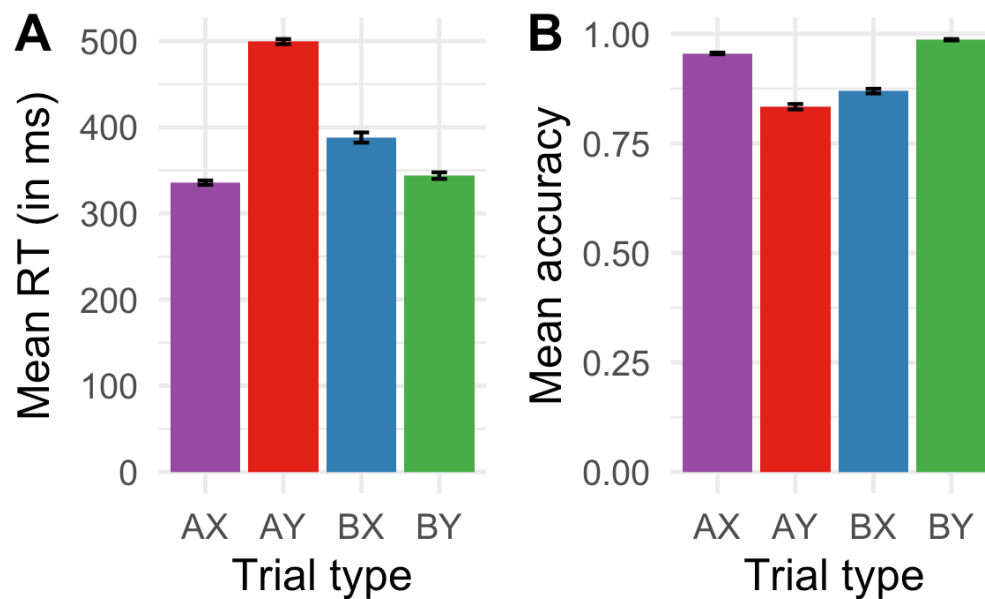 A
Mean RT (in ms)
500
400
300
200
100
0
AX AY BX BY
Trial type
B
Mean accuracy
1.00
0.75
0.50
0.25
0.00
AX AY BX BY
Trial type